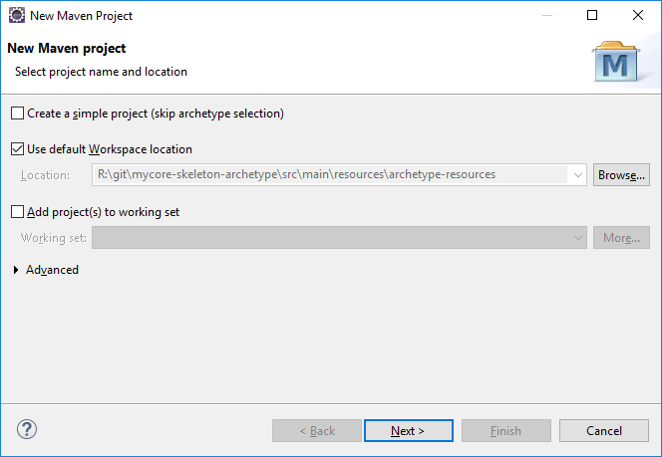 New Maven Project
New Maven project
Select project name and location
M
Create a simple project (skip archetype selection)
Use default Workspace location
Location: R:\git\mycore-skeleton-archetype\src\main\resources\archetype-resources Browse...
Add project(s) to working set
Working set: More...
Advanced
? < Back Next > Finish Cancel